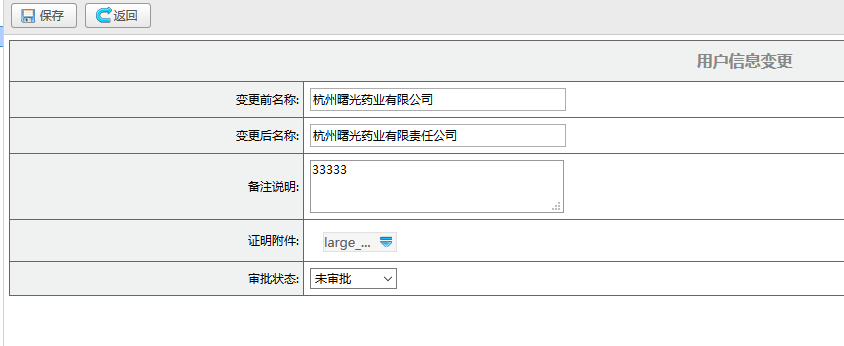 保存 返回
用户信息变更
变更前名称: 杭州曙光药业有限公司
变更后名称: 杭州曙光药业有限责任公司
备注说明: 33333
证明附件: large_...
审批状态: 未审批